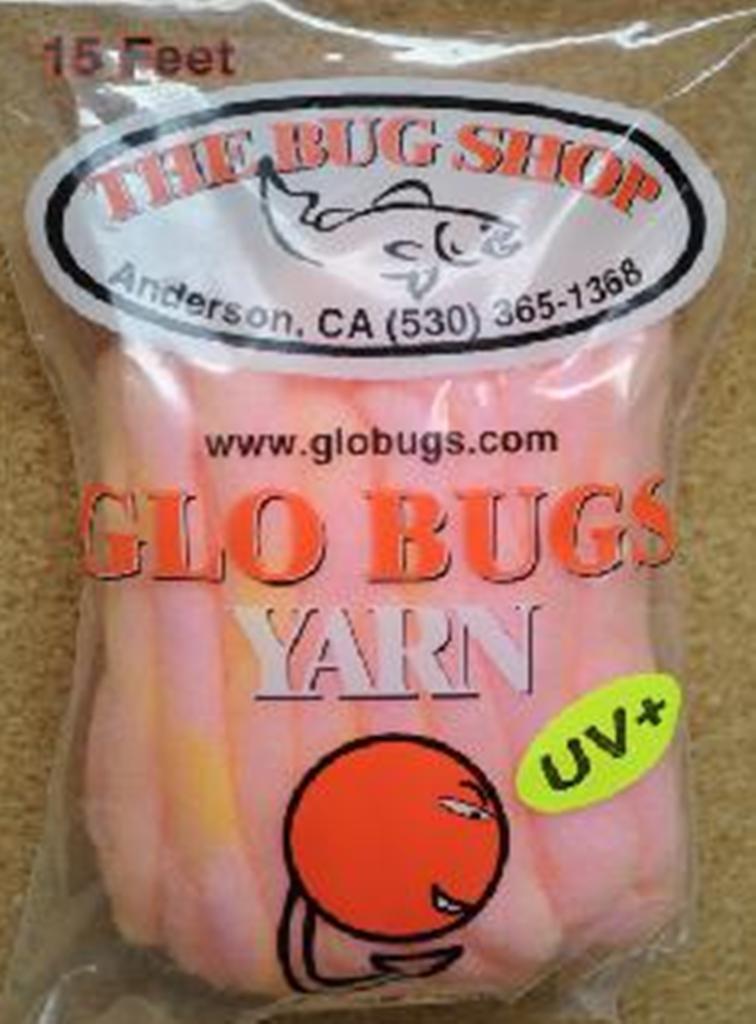 15 Feet
THE BUG SHOP
Anderson, CA (530) 365-1368
www.globugs.com
GLO BUGS
YARN
UV+